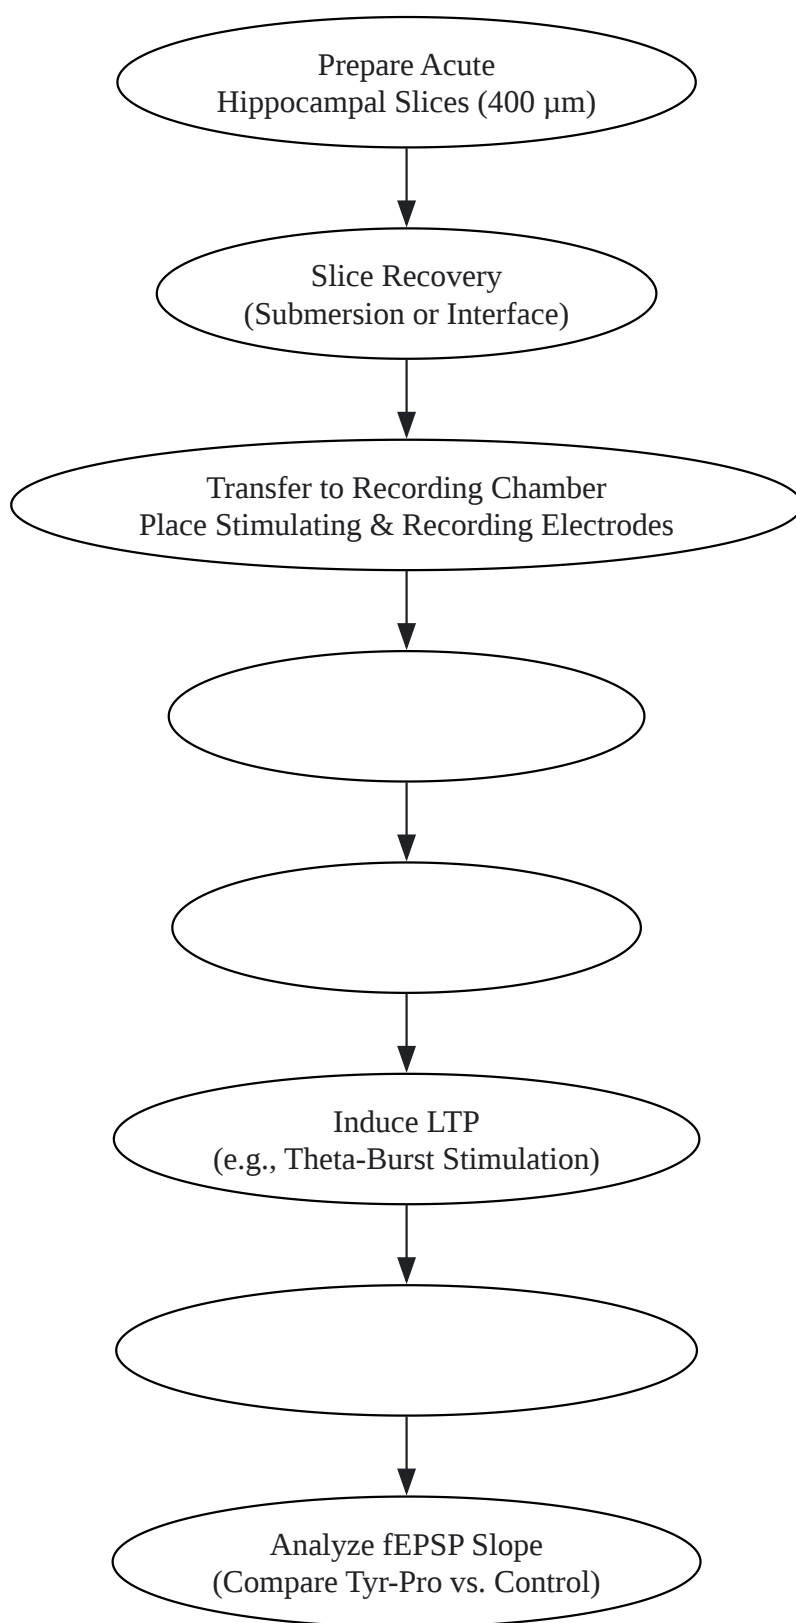 Prepare Acute
Hippocampal Slices (400 µm)
Slice Recovery
(Submersion or Interface)
Transfer to Recording Chamber
Place Stimulating & Recording Electrodes
Induce LTP
(e.g., Theta-Burst Stimulation)
Analyze fEPSP Slope
(Compare Tyr-Pro vs. Control)